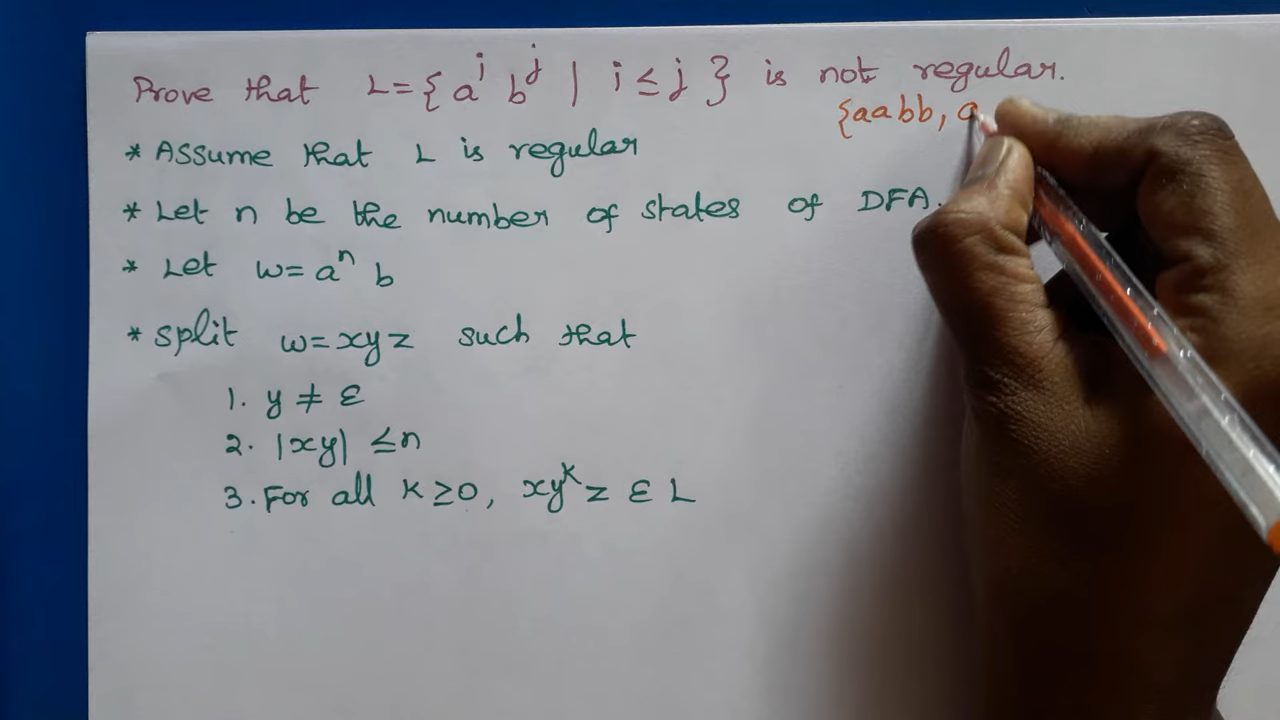 Prove that L = { a^i b^j | i ≤ j } is not regular.
{aabb, a
* Assume that L is regular
* Let n be the number of states of DFA.
* Let w = a^n b
* split w = xyz such that
1. y ≠ ε
2. |xy| ≤ n
3. For all k ≥ 0, xy^k z ε L